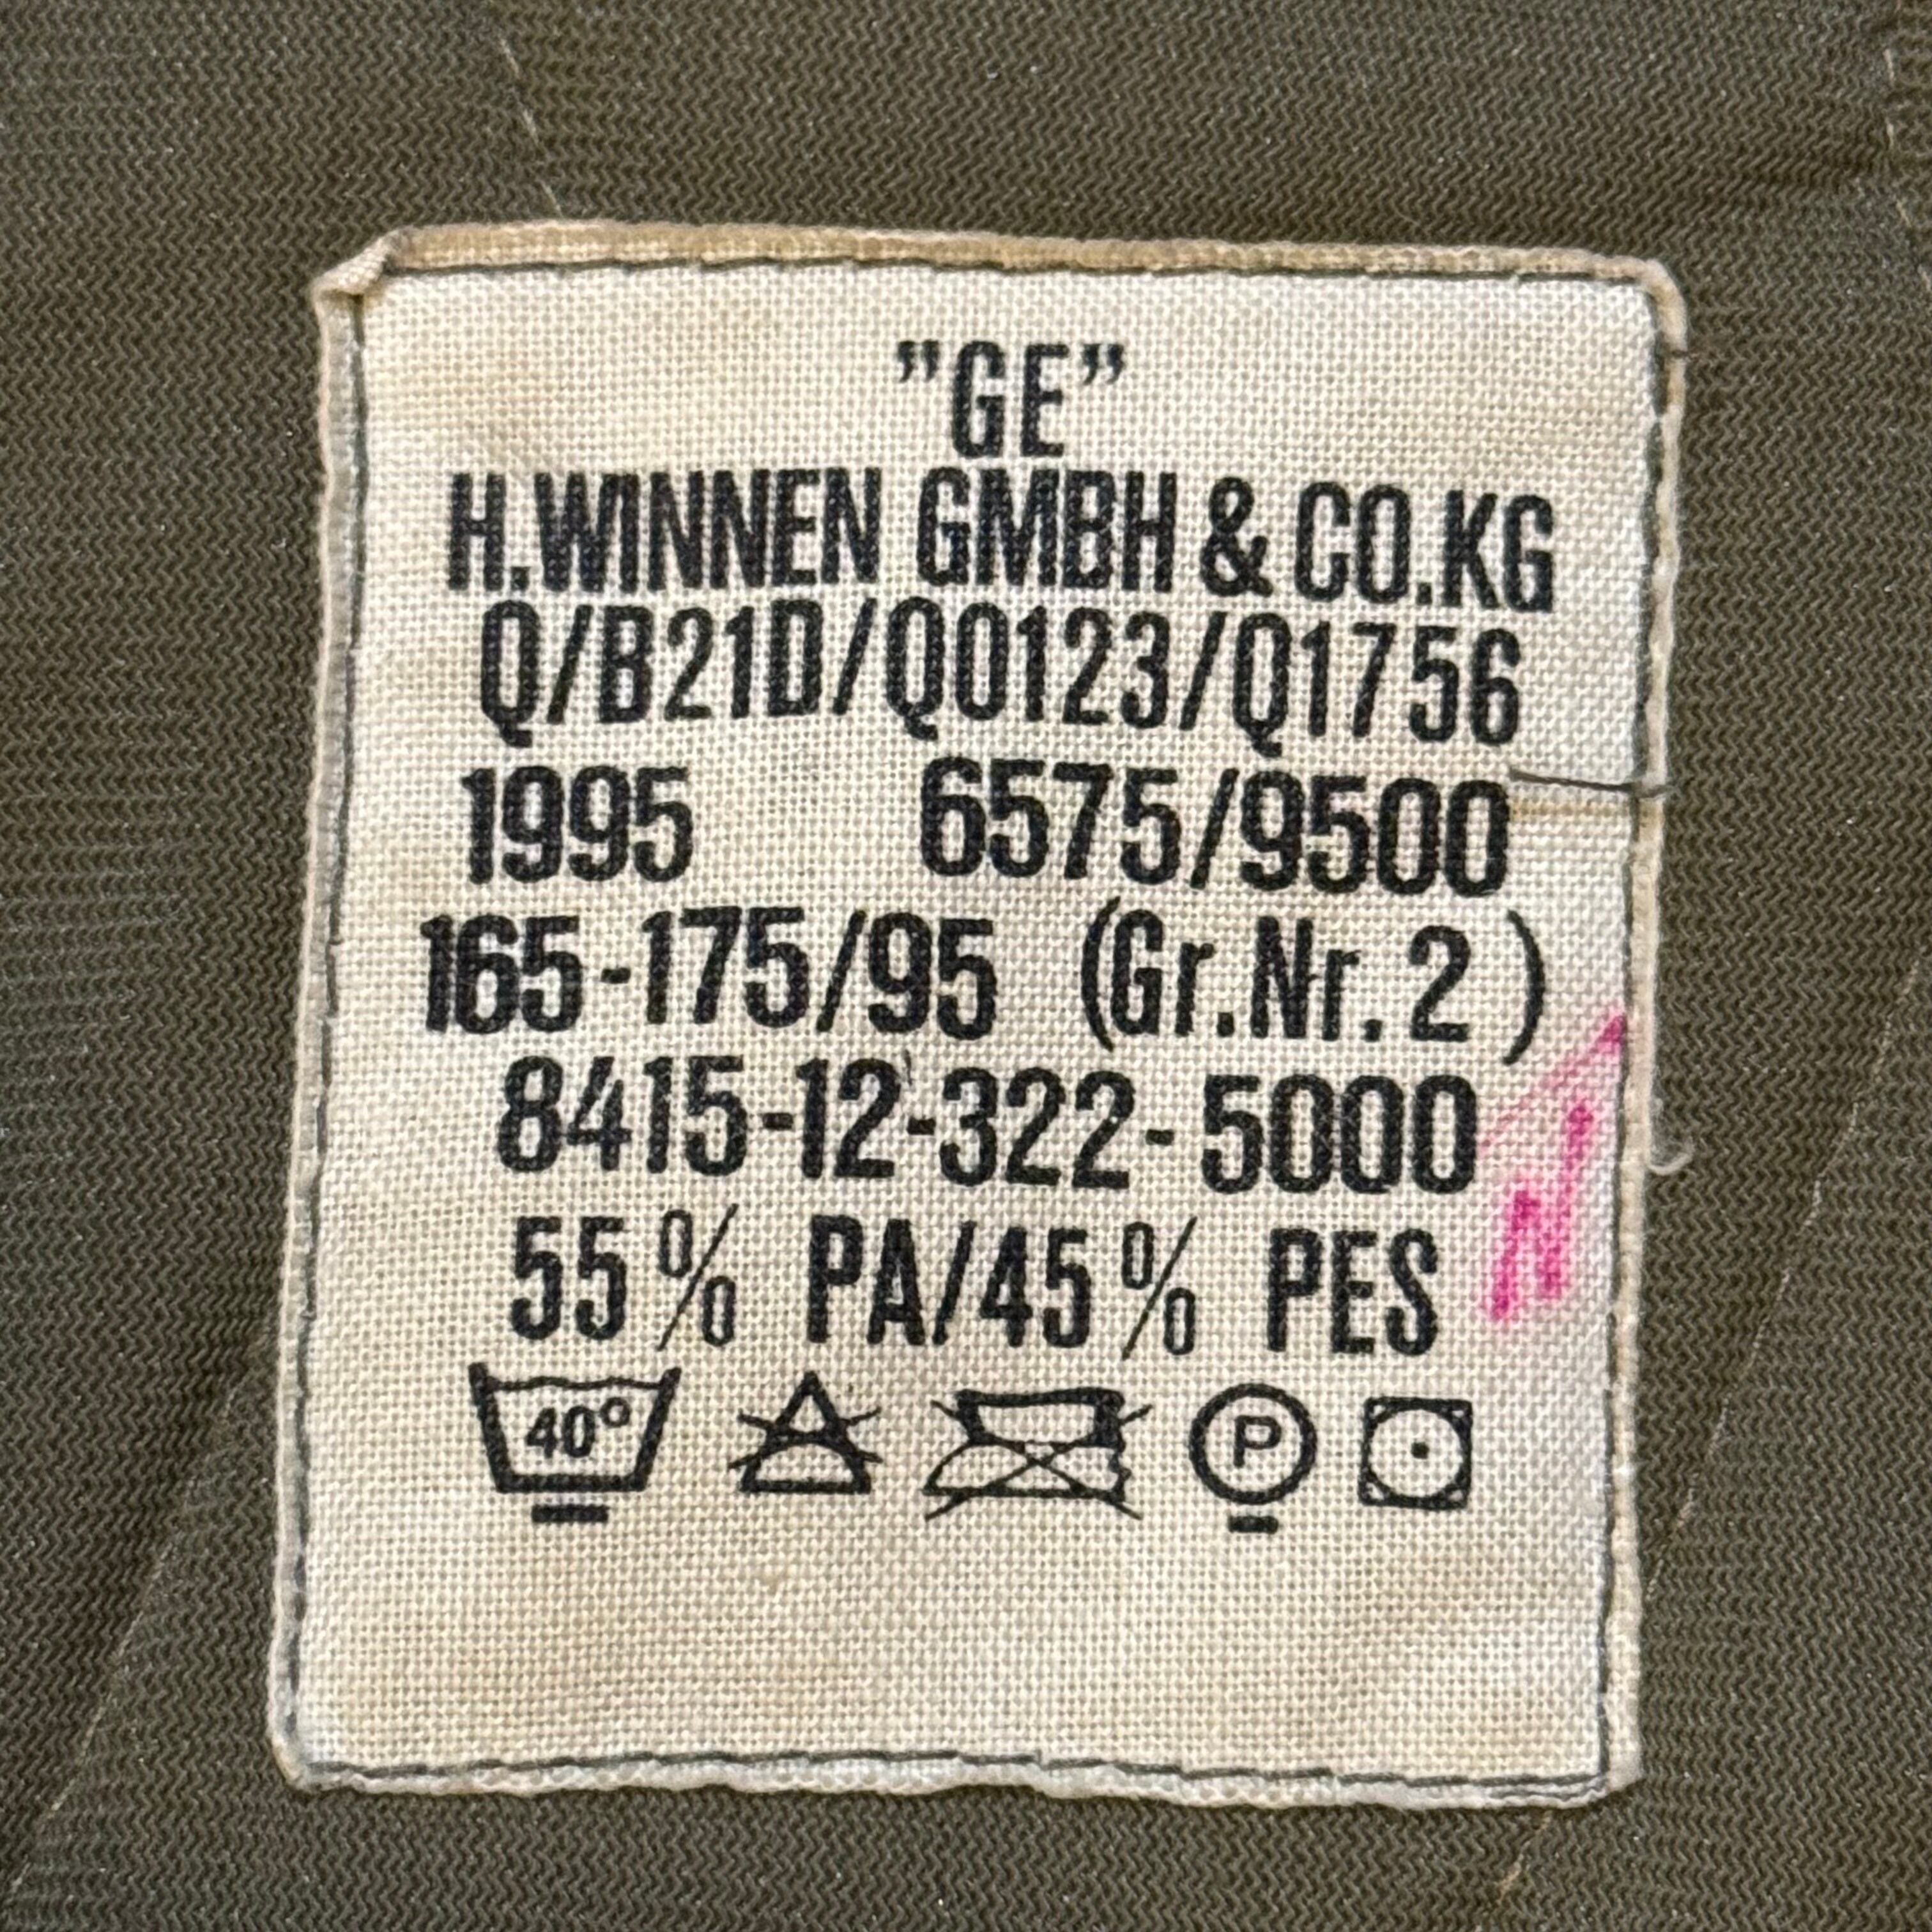 ”GE”
H.WINNEN GMBH & CO.KG
Q/B21D/Q0123/Q1756
1995 6575/9500
165-175/95 (Gr.Nr. 2 )
8415-12-322-5000
55% PA/45% PES
40°
P